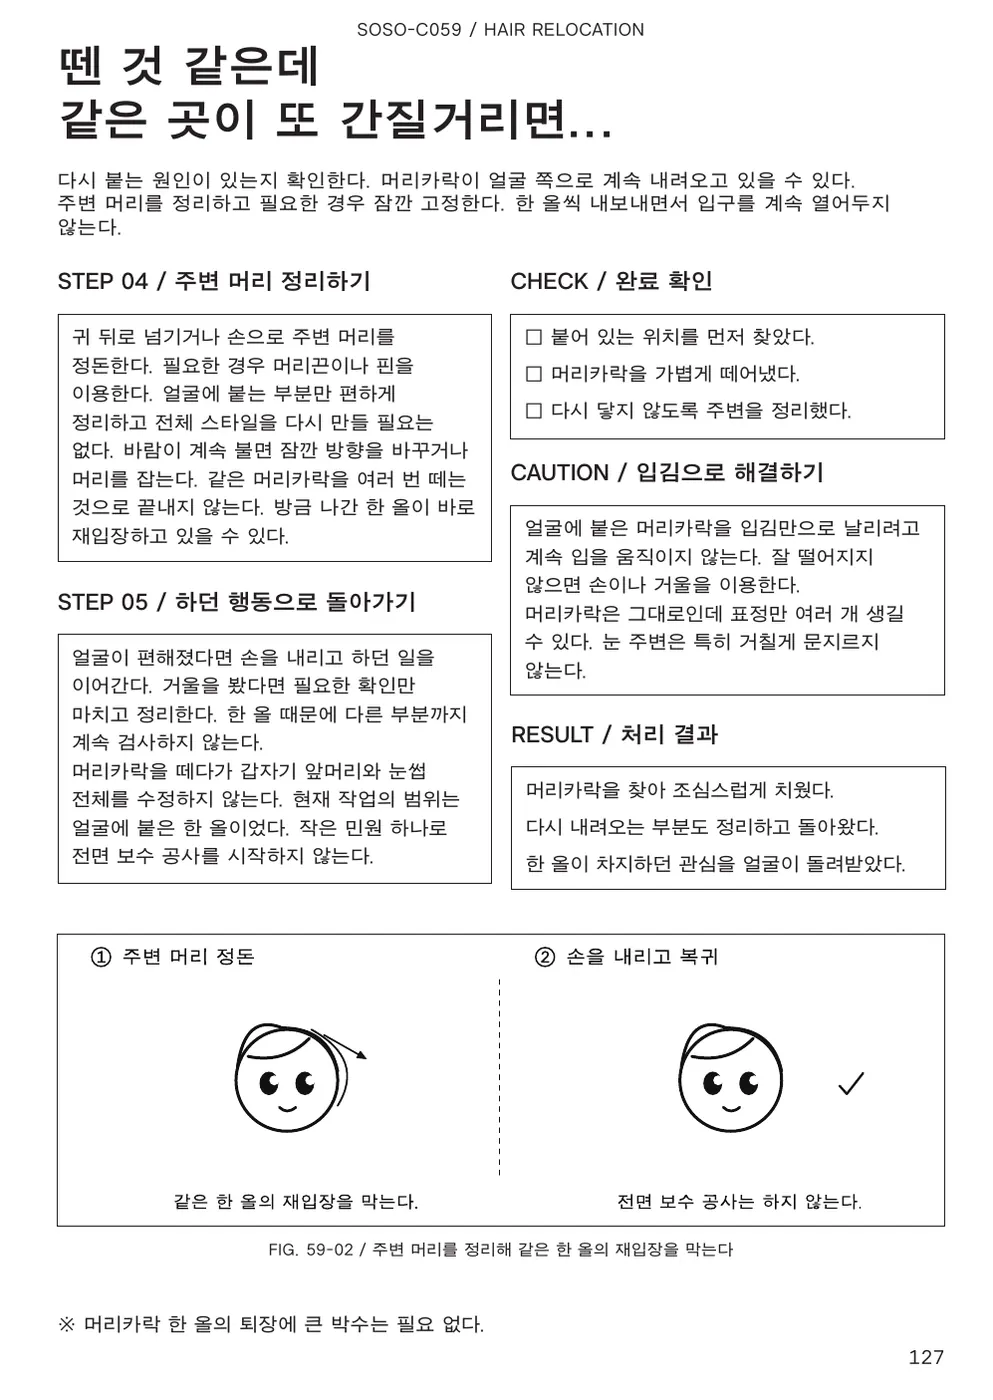 SOSO-C059 / HAIR RELOCATION
뗀 것 같은데
같은 곳이 또 간질거리면...
다시 붙는 원인이 있는지 확인한다. 머리카락이 얼굴 쪽으로 계속 내려오고 있을 수 있다.
주변 머리를 정리하고 필요한 경우 잠깐 고정한다. 한 올씩 내보내면서 입구를 계속 열어두지
않는다.
STEP 04 / 주변 머리 정리하기
귀 뒤로 넘기거나 손으로 주변 머리를
정돈한다. 필요한 경우 머리끈이나 핀을
이용한다. 얼굴에 붙는 부분만 편하게
정리하고 전체 스타일을 다시 만들 필요는
없다. 바람이 계속 불면 잠깐 방향을 바꾸거나
머리를 잡는다. 같은 머리카락을 여러 번 떼는
것으로 끝내지 않는다. 방금 나간 한 올이 바로
재입장하고 있을 수 있다.
STEP 05 / 하던 행동으로 돌아가기
얼굴이 편해졌다면 손을 내리고 하던 일을
이어간다. 거울을 봤다면 필요한 확인만
마치고 정리한다. 한 올 때문에 다른 부분까지
계속 검사하지 않는다.
머리카락을 떼다가 갑자기 앞머리와 눈썹
전체를 수정하지 않는다. 현재 작업의 범위는
얼굴에 붙은 한 올이었다. 작은 민원 하나로
전면 보수 공사를 시작하지 않는다.
CHECK / 완료 확인
□ 붙어 있는 위치를 먼저 찾았다.
□ 머리카락을 가볍게 떼어냈다.
□ 다시 닿지 않도록 주변을 정리했다.
CAUTION / 입김으로 해결하기
얼굴에 붙은 머리카락을 입김만으로 날리려고
계속 입을 움직이지 않는다. 잘 떨어지지
않으면 손이나 거울을 이용한다.
머리카락은 그대로인데 표정만 여러 개 생길
수 있다. 눈 주변은 특히 거칠게 문지르지
않는다.
RESULT / 처리 결과
머리카락을 찾아 조심스럽게 치웠다.
다시 내려오는 부분도 정리하고 돌아왔다.
한 올이 차지하던 관심을 얼굴이 돌려받았다.
① 주변 머리 정돈
같은 한 올의 재입장을 막는다.
② 손을 내리고 복귀
전면 보수 공사는 하지 않는다.
FIG. 59-02 / 주변 머리를 정리해 같은 한 올의 재입장을 막는다
※ 머리카락 한 올의 퇴장에 큰 박수는 필요 없다.
127